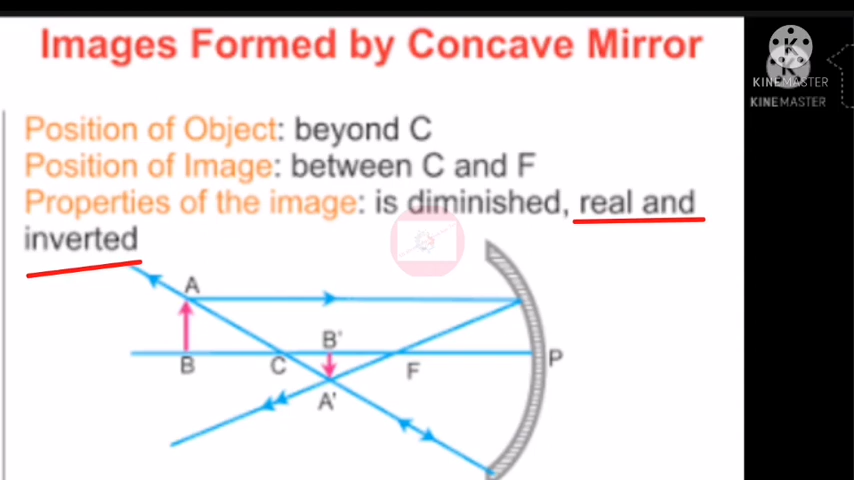 Images Formed by Concave Mirror
KINEMASTER
KINEMASTER
Position of Object: beyond C
Position of Image: between C and F
Properties of the image: is diminished, real and
inverted
A
B'
B
C
F
P
A'